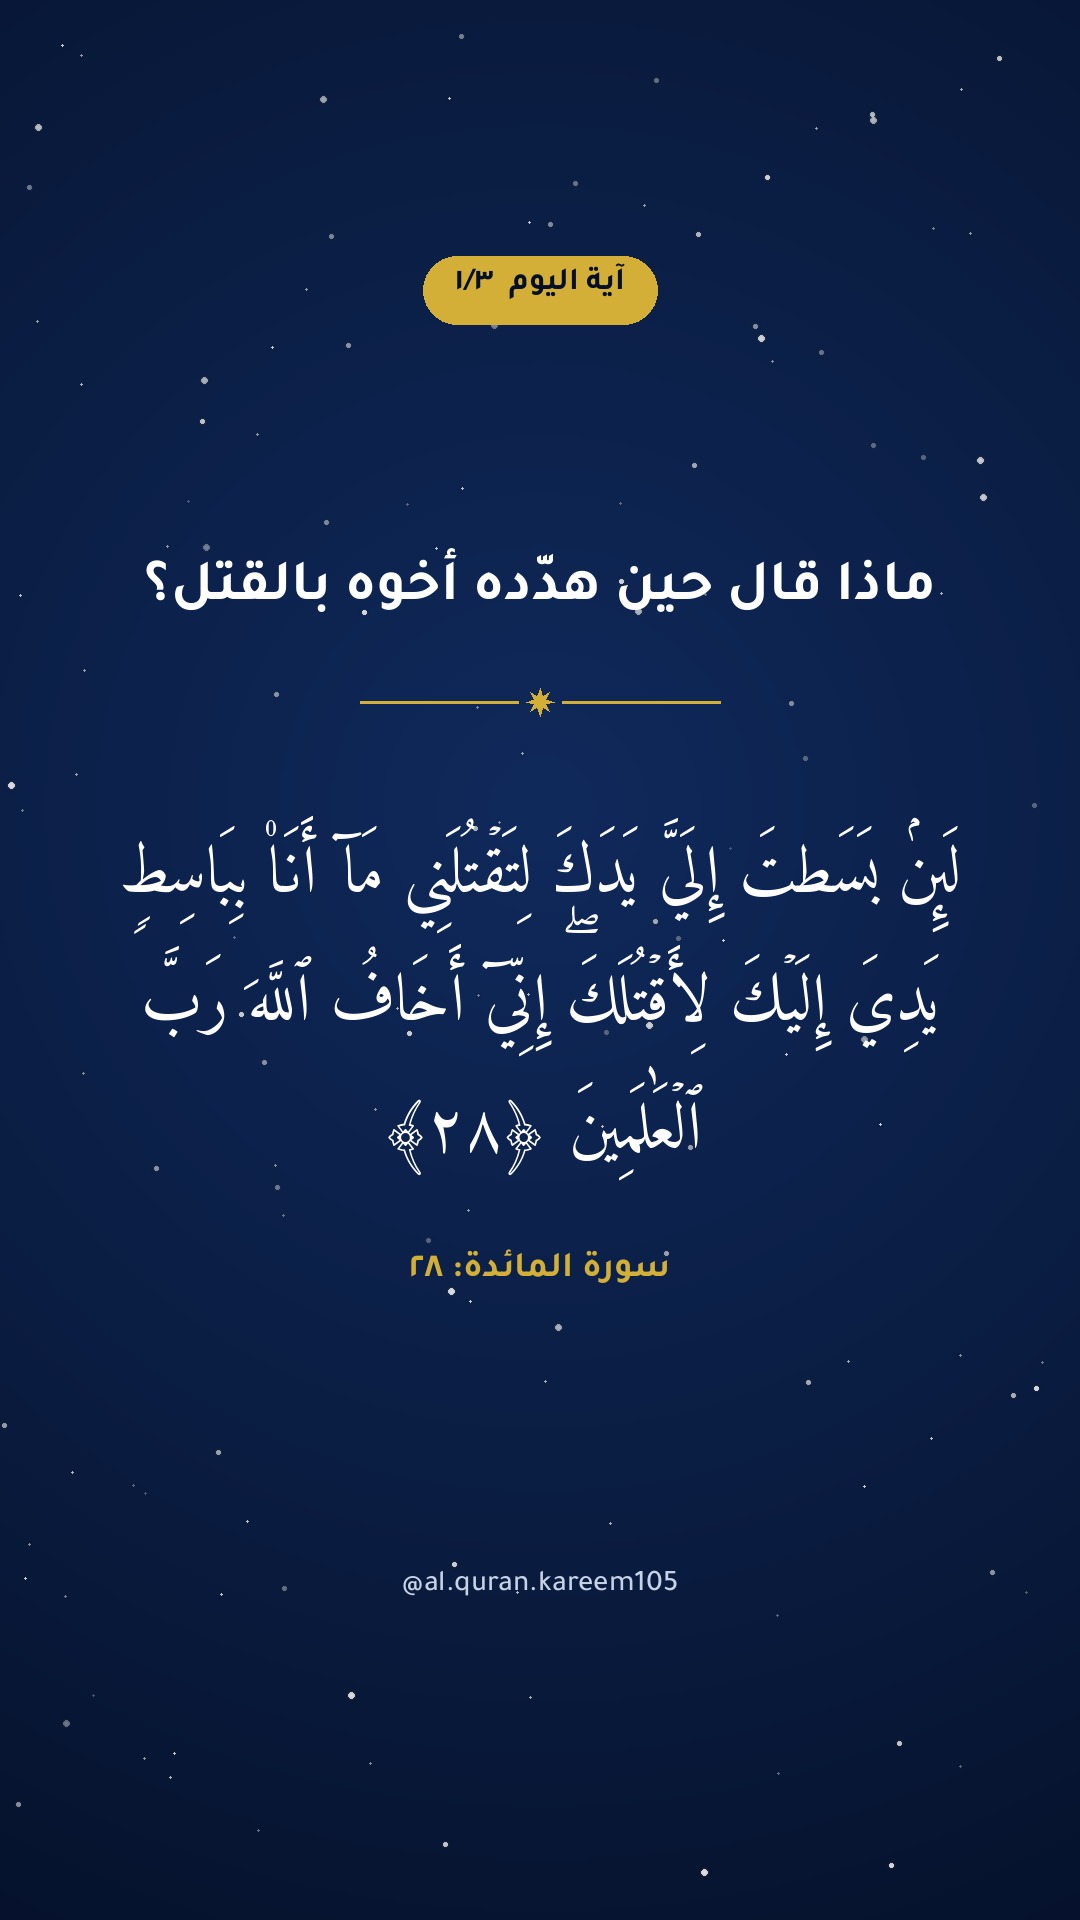 آية اليوم ١/٣
ماذا قال حين هدّده أخوه بالقتل؟
لَئِنۢ بَسَطتَ إِلَيَّ يَدَكَ لِتَقۡتُلَنِي مَآ أَنَا۠ بِبَاسِطٖ
يَدِيَ إِلَيۡكَ لِأَقۡتُلَكَۖ إِنِّيٓ أَخَافُ ٱللَّهَ رَبَّ
ٱلۡعَٰلَمِينَ ﴿٢٨﴾
سورة المائدة: ٢٨
@al.quran.kareem105